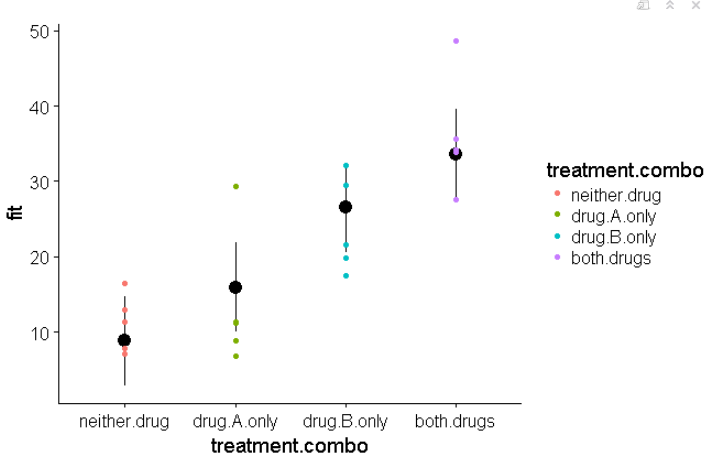 50
40
30
20
10
fit
neither.drug
drug.A.only
drug.B.only
both.drugs
treatment.combo
treatment.combo
neither.drug
drug.A.only
drug.B.only
both.drugs